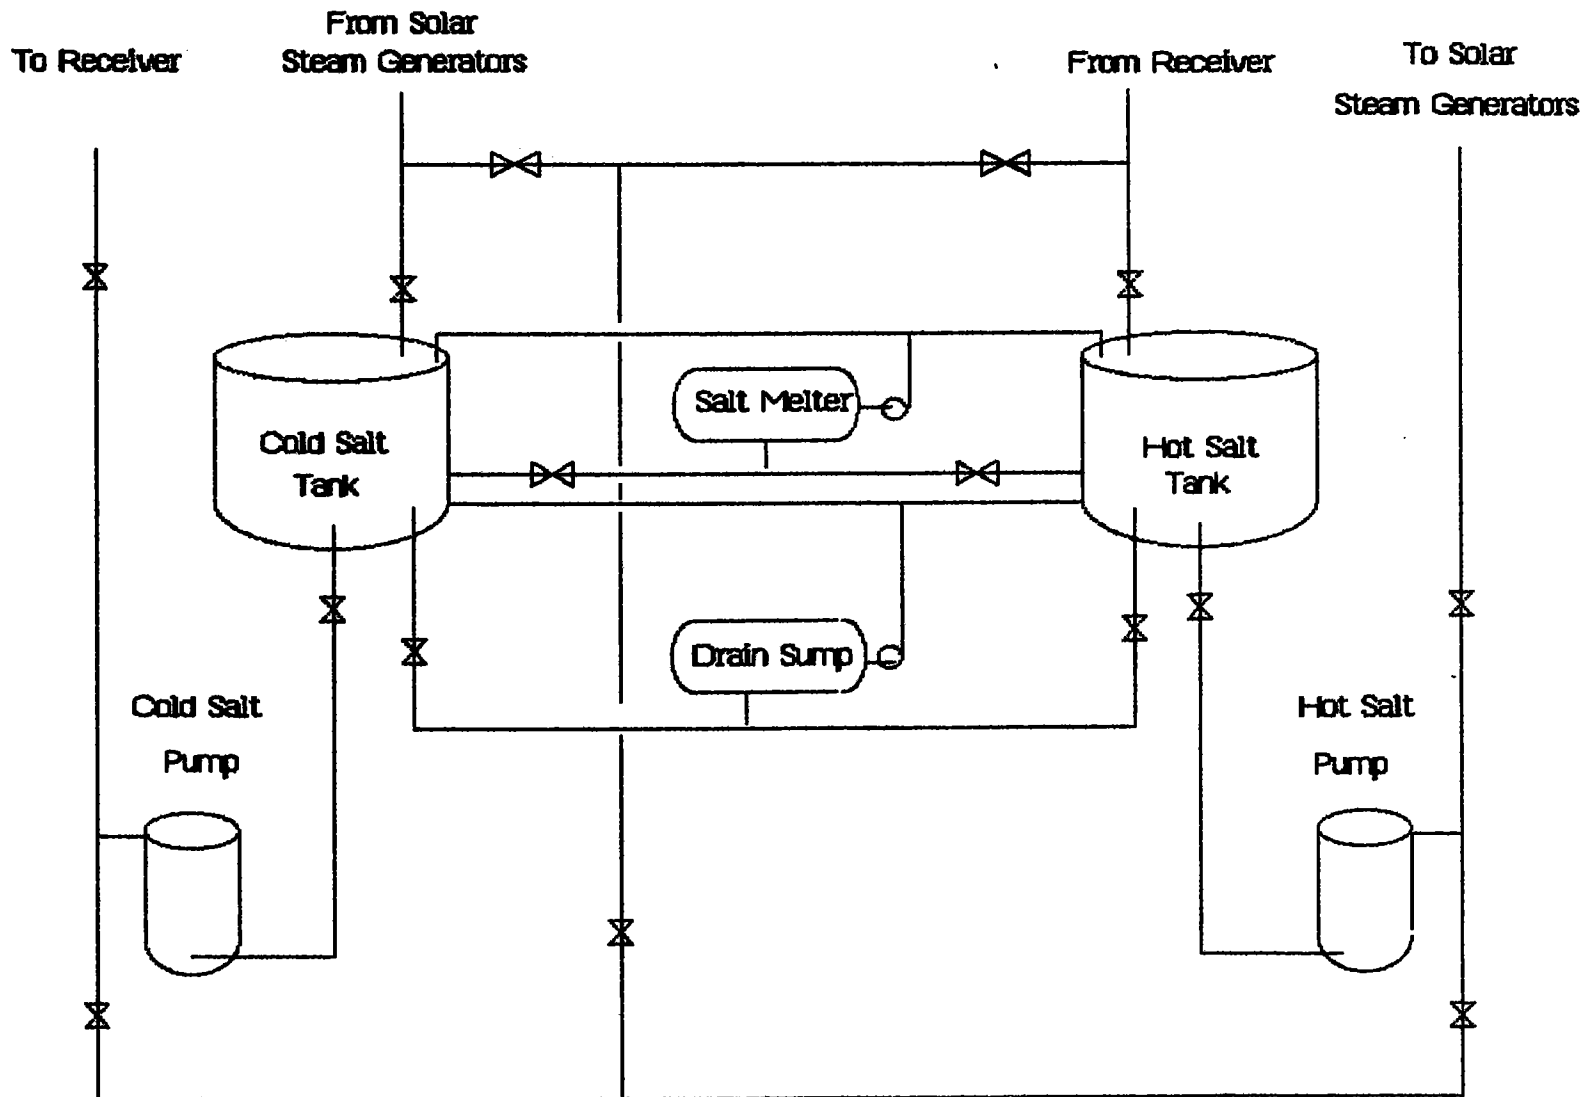 To Receiver
From Solar
Steam Generators
From Receiver
To Solar
Steam Generators
Salt Melter
Cold Salt
Tank
Hot Salt
Tank
Drain Sump
Cold Salt
Pump
Hot Salt
Pump